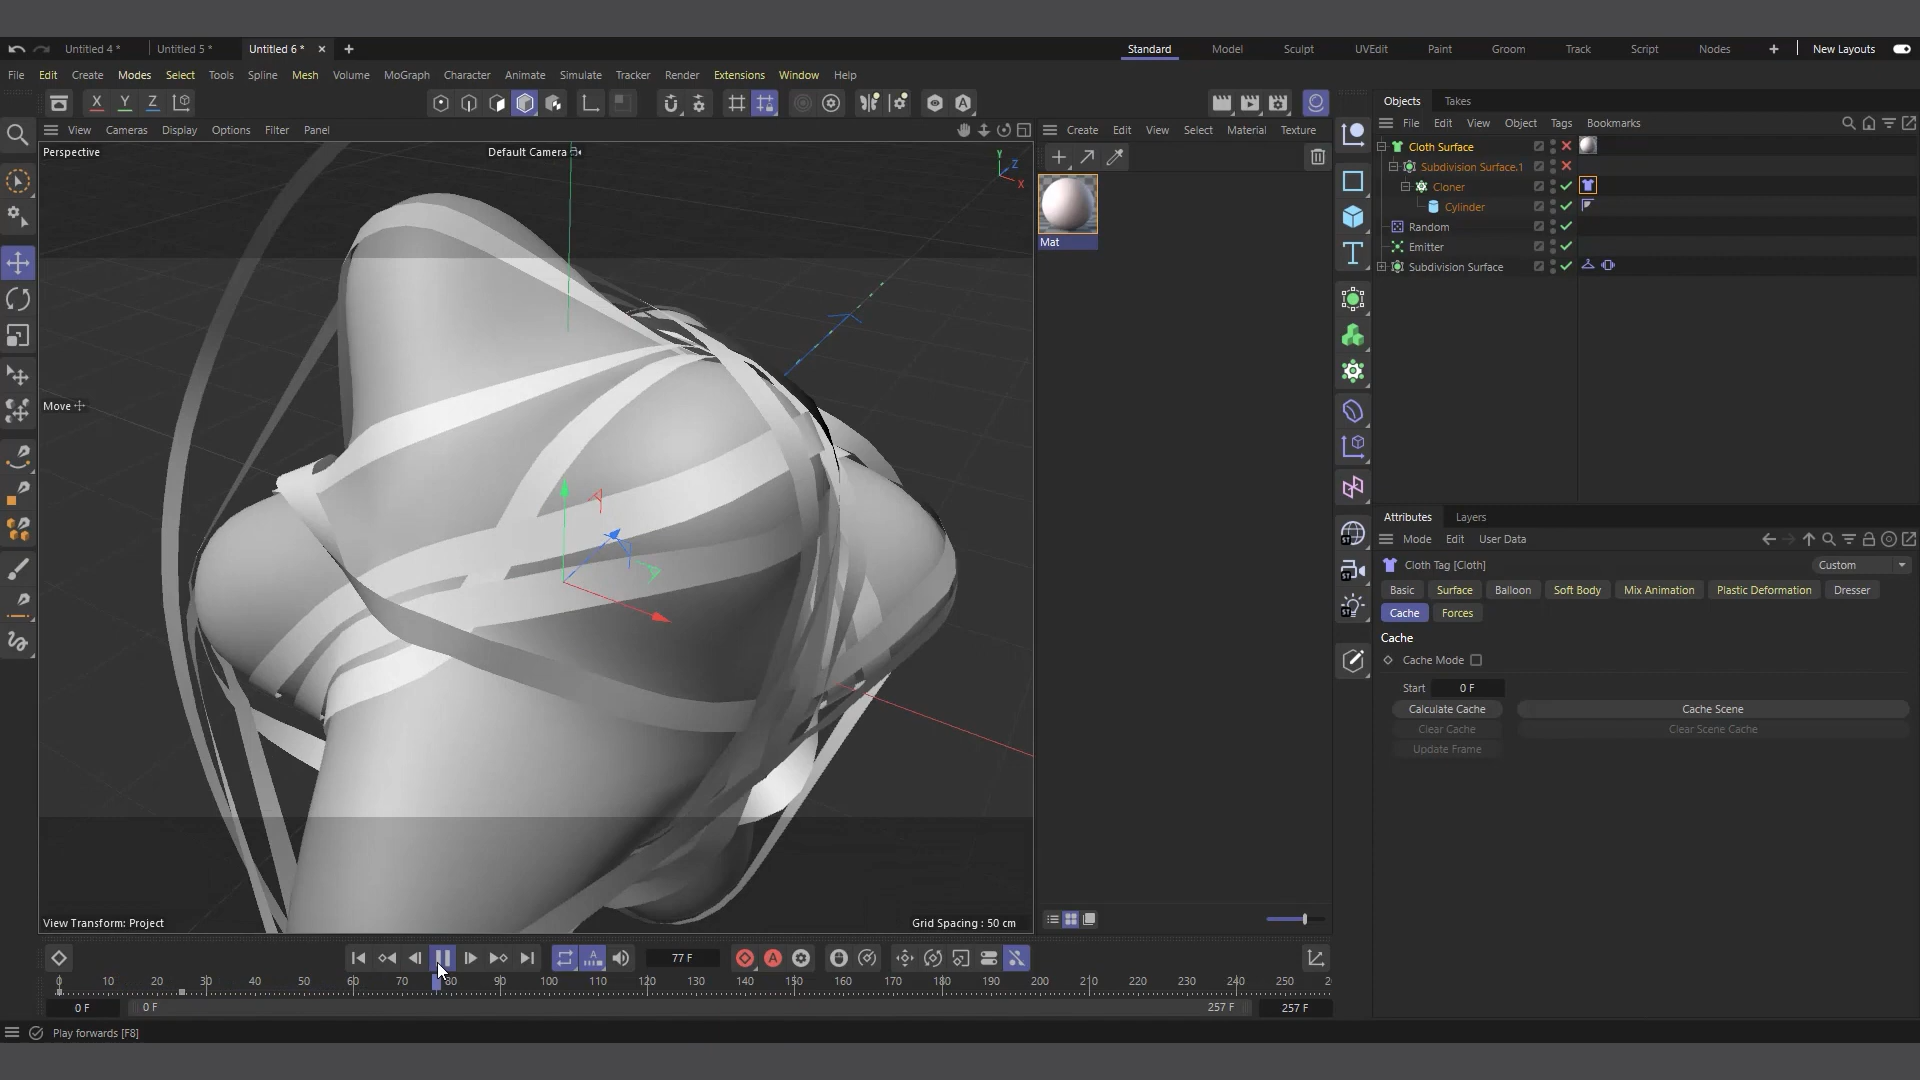 Untitled 4 *
Untitled 5 *
Untitled 6 *
Standard
Model
Sculpt
UVEdit
Paint
Groom
Track
Script
Nodes
New Layouts
File Edit Create Modes Select Tools Spline Mesh Volume MoGraph Character Animate Simulate Tracker Render Extensions Window Help
X Y Z
View Cameras Display Options Filter Panel
Create Edit View Select Material Texture
Objects Takes
File Edit View Object Tags Bookmarks
Perspective
Default Camera
Y
Z
X
Mat
Cloth Surface
Subdivision Surface.1
Cloner
Cylinder
Random
Emitter
Subdivision Surface
Move
Attributes Layers
Mode Edit User Data
Cloth Tag [Cloth]
Custom
Basic Surface Balloon Soft Body Mix Animation Plastic Deformation Dresser
Cache Forces
Cache
Cache Mode
Start 0 F
Calculate Cache Cache Scene
Clear Cache Clear Scene Cache
Update Frame
View Transform: Project
Grid Spacing : 50 cm
77 F
0 10 20 30 40 50 60 70 80 90 100 110 120 130 140 150 160 170 180 190 200 210 220 230 240 250 2
0 F 0 F 257 F 257 F
Play forwards [F8]